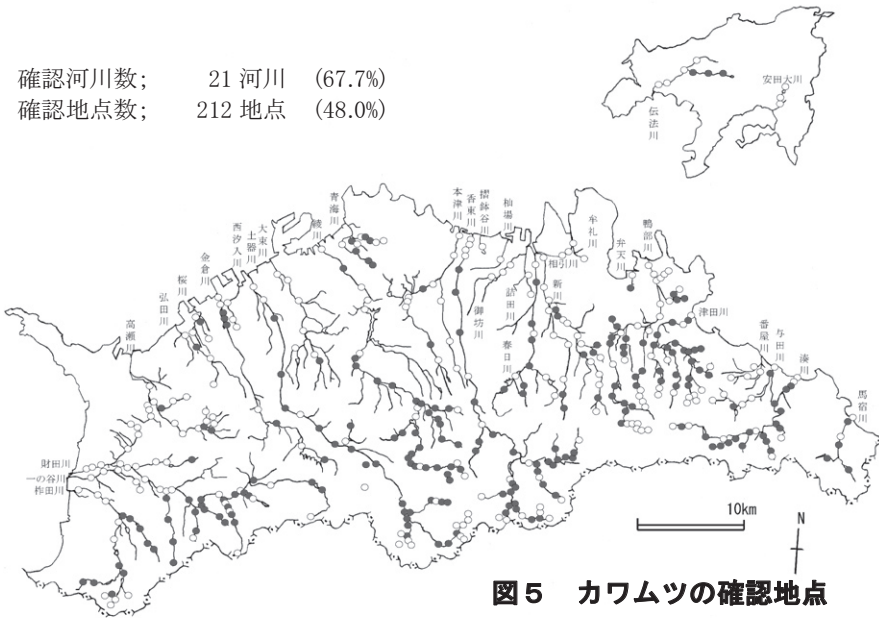 確認河川数; 21 河川 (67.7%)
確認地点数; 212 地点 (48.0%)
安田大川
伝法川
青海川
綾川
大束川
土器川
西汐入川
金倉川
桜川
弘田川
高瀬川
本津川
香東川
摺鉢谷川
杣場川
御坊川
詰田川
春日川
新川
相引川
牟礼川
弁天川
鴨部川
津田川
番屋川
与田川
湊川
馬宿川
財田川
一の谷川
柞田川
10km
N
図5 カワムツの確認地点